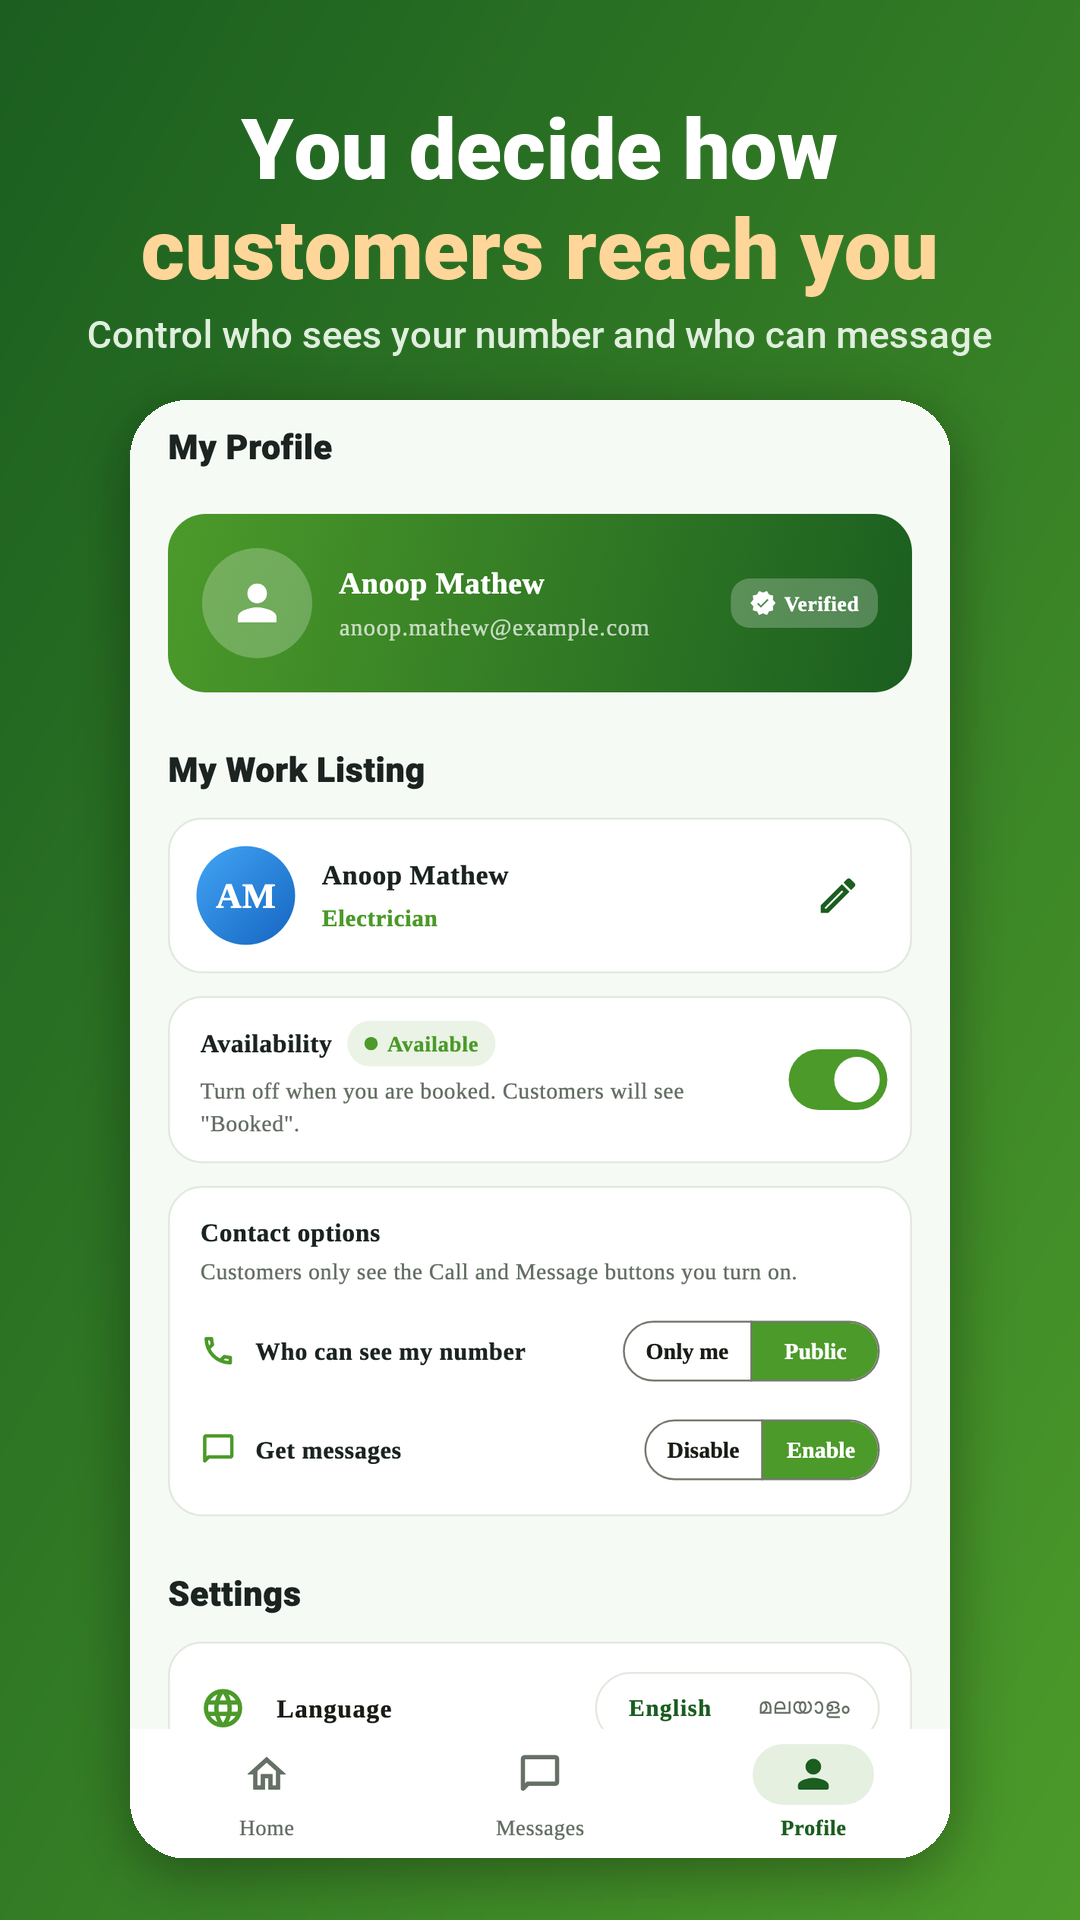 You decide how
customers reach you
Control who sees your number and who can message
My Profile
Anoop Mathew
anoop.mathew@example.com
Verified
My Work Listing
AM
Anoop Mathew
Electrician
Availability
Available
Turn off when you are booked. Customers will see
"Booked".
Contact options
Customers only see the Call and Message buttons you turn on.
Who can see my number
Only me
Public
Get messages
Disable
Enable
Settings
Language
English
മലയാളം
Home
Messages
Profile